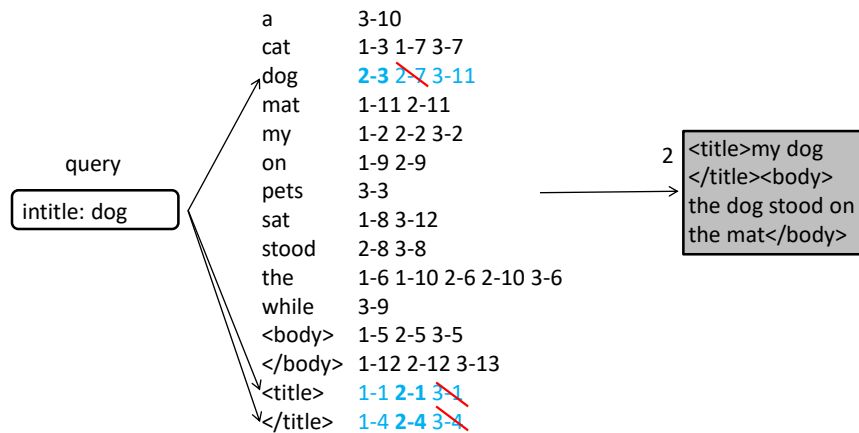 query
intitle: dog
a 3-10
cat 1-3 1-7 3-7
dog 2-3 2-7 3-11
mat 1-11 2-11
my 1-2 2-2 3-2
on 1-9 2-9
pets 3-3
sat 1-8 3-12
stood 2-8 3-8
the 1-6 1-10 2-6 2-10 3-6
while 3-9
<body> 1-5 2-5 3-5
</body> 1-12 2-12 3-13
<title> 1-1 2-1 3-1
</title> 1-4 2-4 3-4
2
<title>my dog
</title><body>
the dog stood on
the mat</body>